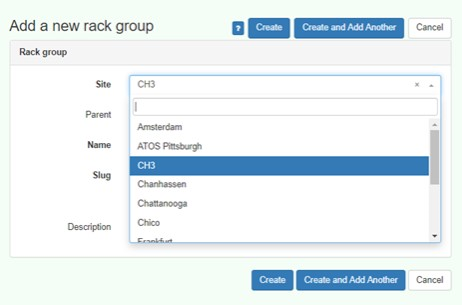 Add a new rack group
? Create Create and Add Another Cancel
Rack group
Site CH3 ×
Parent
Amsterdam
Name ATOS Pittsburgh
CH3
Slug
Chanhassen
Chattanooga
Chico
Description
Frankfurt
Create Create and Add Another Cancel